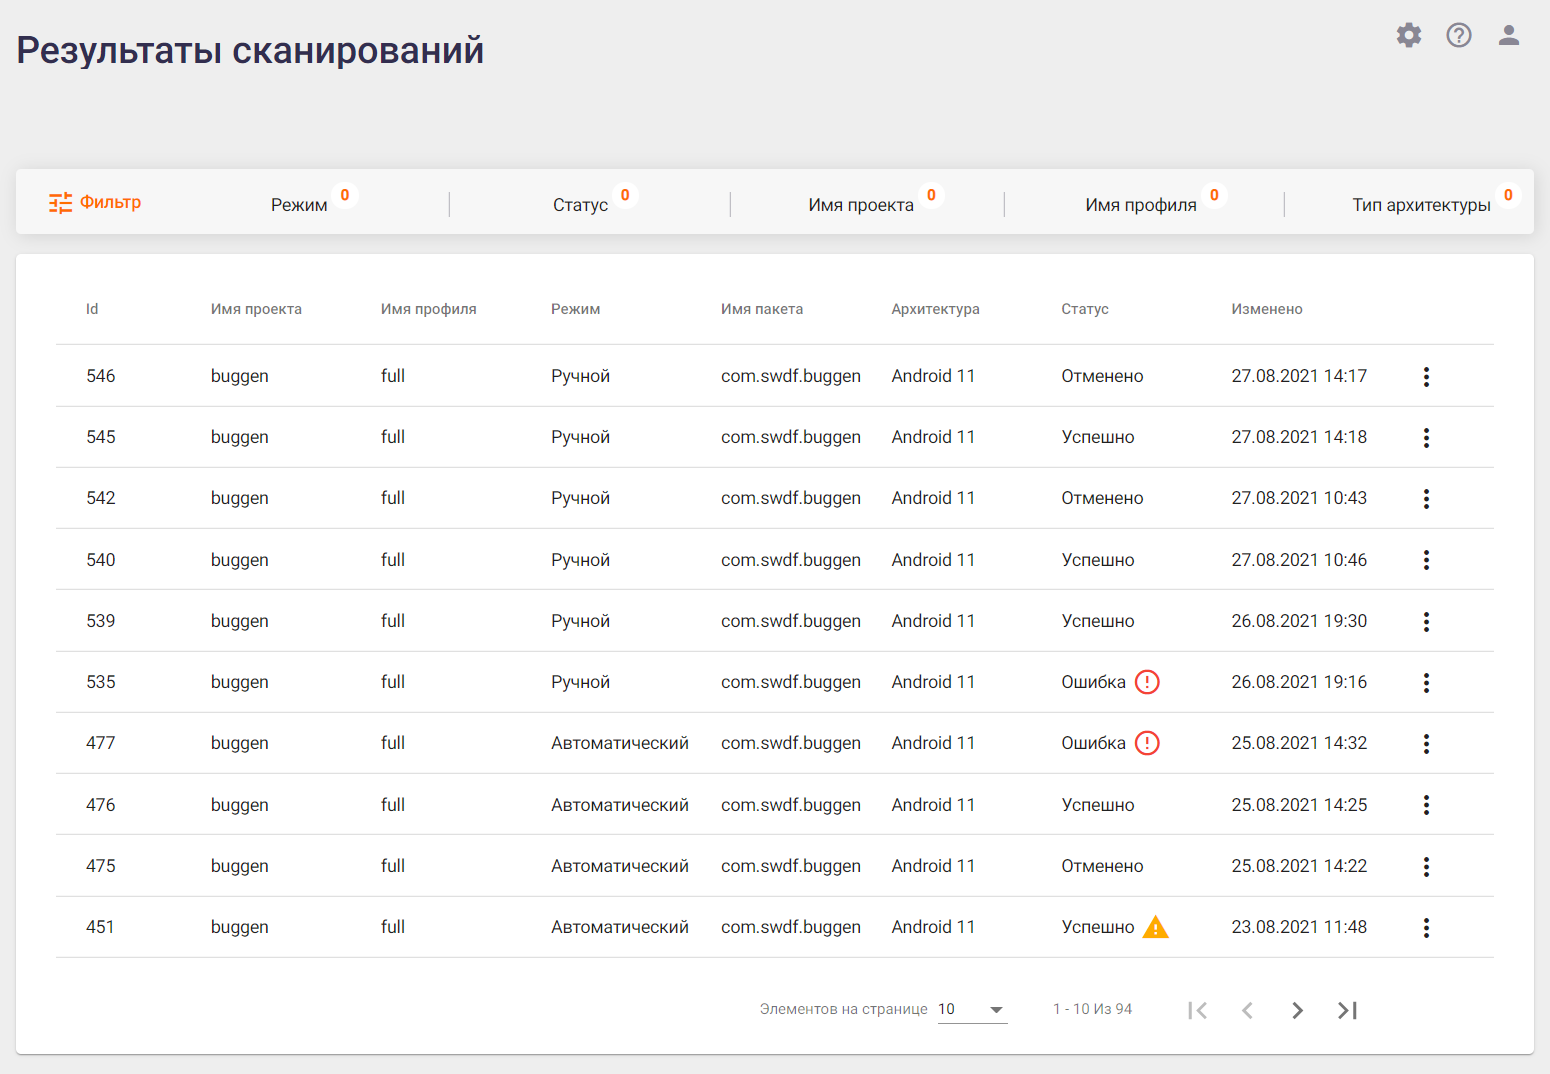 Результаты сканирований
Фильтр Режим 0 Статус 0 Имя проекта 0 Имя профиля 0 Тип архитектуры 0
Id Имя проекта Имя профиля Режим Имя пакета Архитектура Статус Изменено
546 buggen full Ручной com.swdf.buggen Android 11 Отменено 27.08.2021 14:17
545 buggen full Ручной com.swdf.buggen Android 11 Успешно 27.08.2021 14:18
542 buggen full Ручной com.swdf.buggen Android 11 Отменено 27.08.2021 10:43
540 buggen full Ручной com.swdf.buggen Android 11 Успешно 27.08.2021 10:46
539 buggen full Ручной com.swdf.buggen Android 11 Успешно 26.08.2021 19:30
535 buggen full Ручной com.swdf.buggen Android 11 Ошибка 26.08.2021 19:16
477 buggen full Автоматический com.swdf.buggen Android 11 Ошибка 25.08.2021 14:32
476 buggen full Автоматический com.swdf.buggen Android 11 Успешно 25.08.2021 14:25
475 buggen full Автоматический com.swdf.buggen Android 11 Отменено 25.08.2021 14:22
451 buggen full Автоматический com.swdf.buggen Android 11 Успешно 23.08.2021 11:48
Элементов на странице 10 1 - 10 Из 94